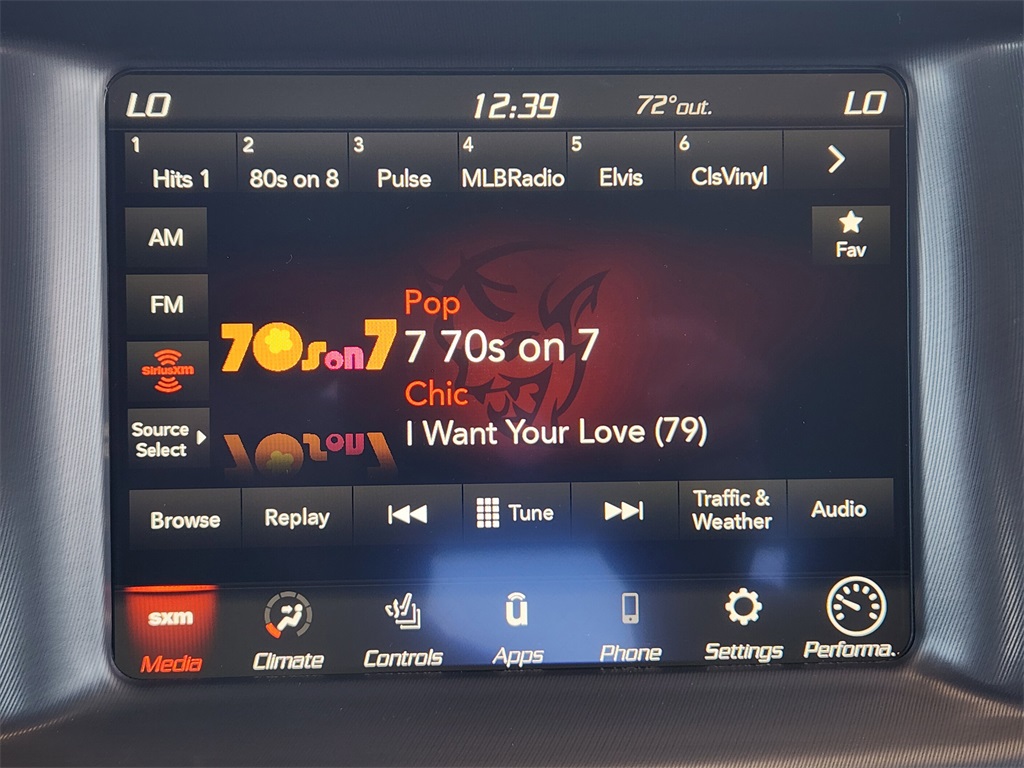 LO 12:39 72°out. LO
1 2 3 4 5 6
Hits 1 80s on 8 Pulse MLBRadio Elvis ClsVinyl
AM
Fav
FM
Pop
70s on 7
7 70s on 7
SiriusXM
Chic
I Want Your Love (79)
Source
Select
Browse Replay Tune Traffic &
Weather Audio
sxm
Media Climate Controls Apps Phone Settings Performa..